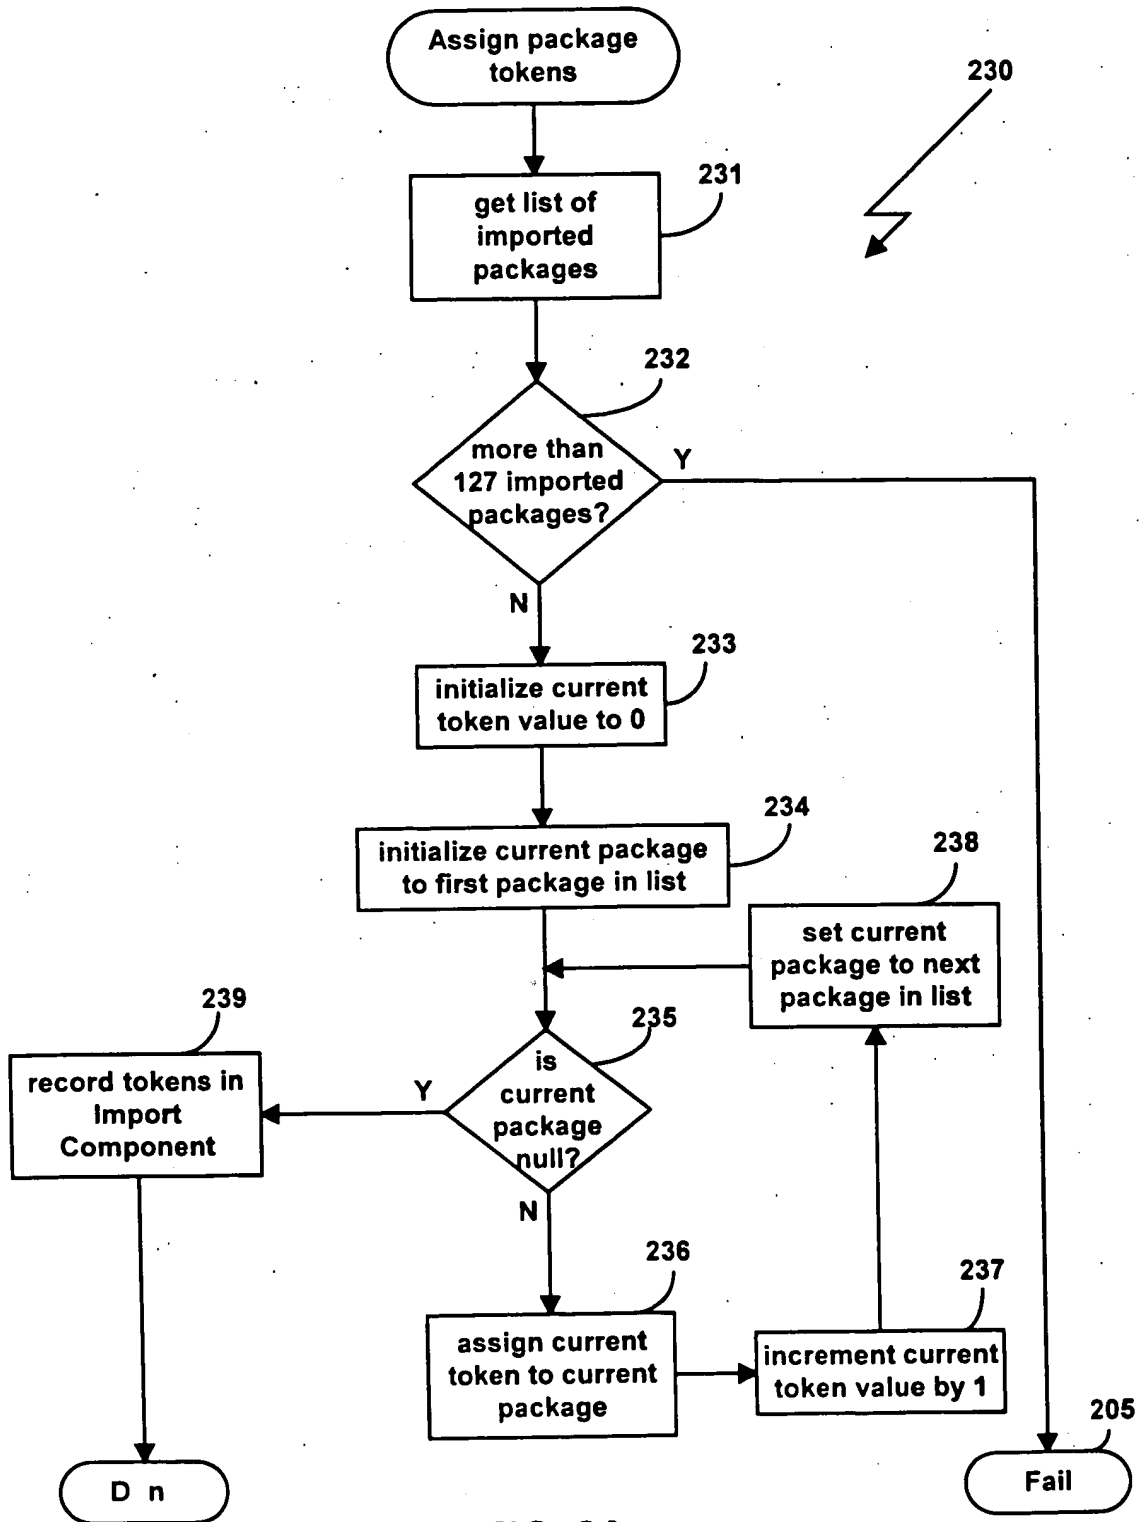 Assign package
tokens
230
231
get list of
imported
packages
232
more than
127 imported
packages?
Y
N
233
initialize current
token value to 0
234
initialize current package
to first package in list
238
set current
package to next
package in list
239
record tokens in
Import
Component
235
is
current
package
null?
Y
N
236
assign current
token to current
package
237
increment current
token value by 1
205
Fail
D n